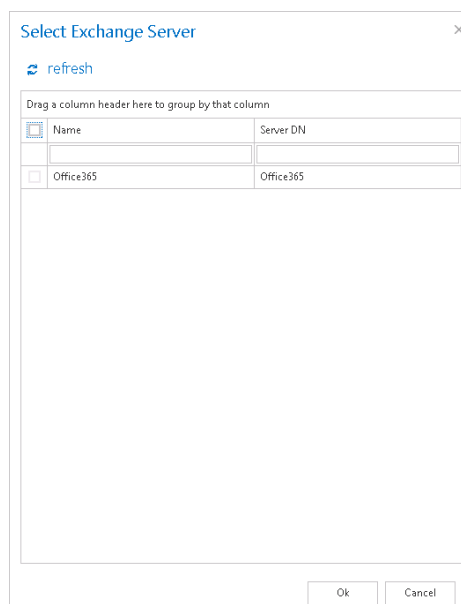 Select Exchange Server
refresh
Drag a column header here to group by that column
Name Server DN
Office365 Office365
Ok Cancel